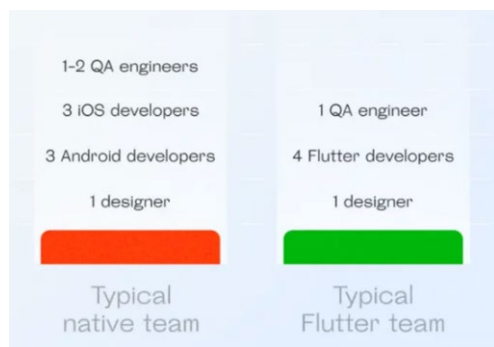 1-2 QA engineers
3 iOS developers
3 Android developers
1 designer
Typical
native team
1 QA engineer
4 Flutter developers
1 designer
Typical
Flutter team